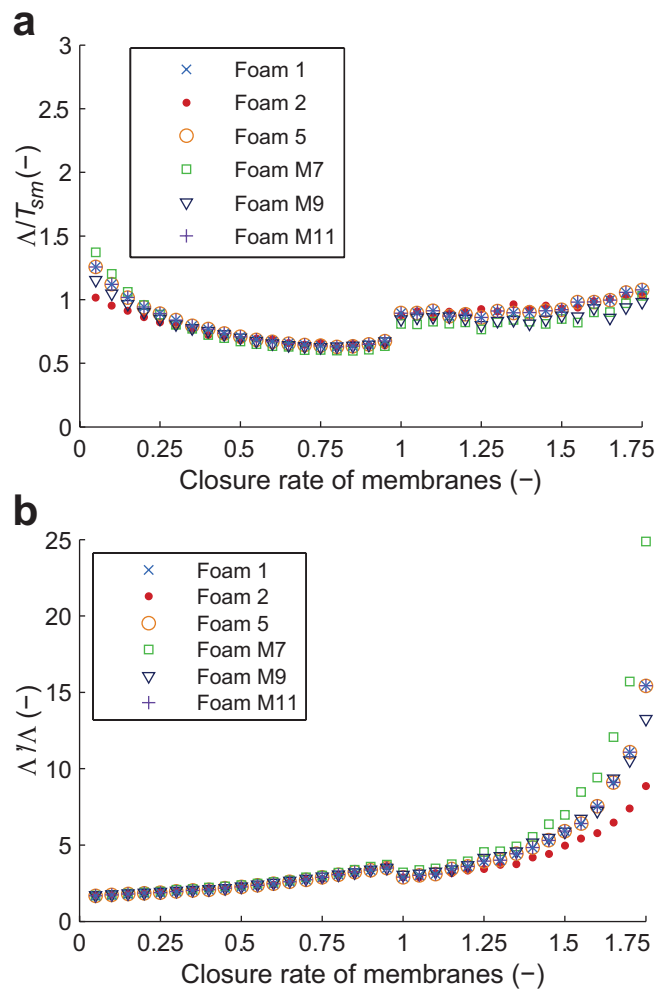 a
Λ/T_sm(−)
3
2.5
2
1.5
1
0.5
0
Foam 1
Foam 2
Foam 5
Foam M7
Foam M9
Foam M11
0 0.25 0.5 0.75 1 1.25 1.5 1.75
Closure rate of membranes (−)
b
Λ'/Λ (−)
25
20
15
10
5
0
Foam 1
Foam 2
Foam 5
Foam M7
Foam M9
Foam M11
0 0.25 0.5 0.75 1 1.25 1.5 1.75
Closure rate of membranes (−)